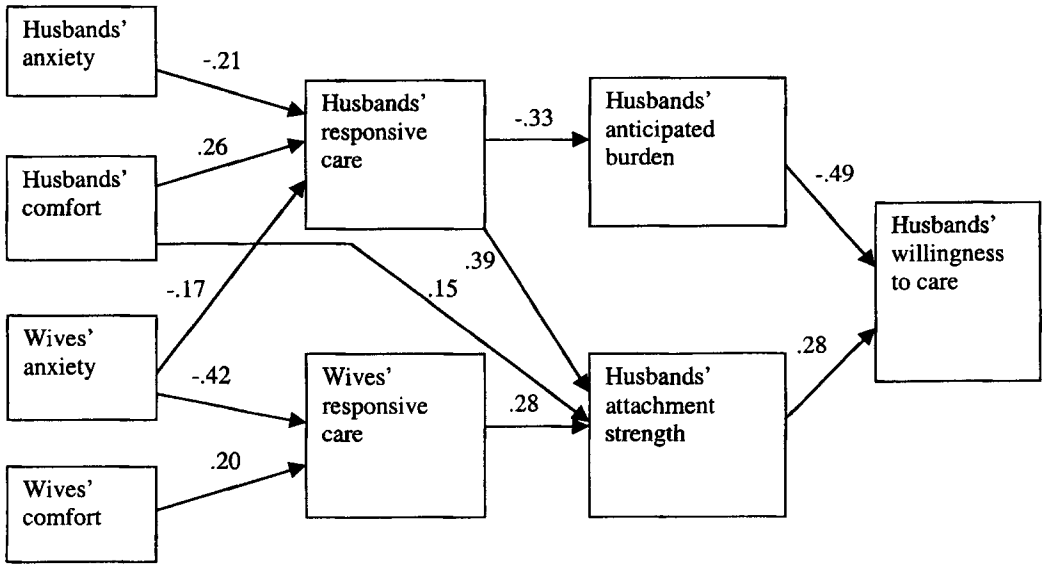 Husbands'
anxiety
-.21
Husbands'
responsive
care
-.33
Husbands'
anticipated
burden
-.49
Husbands'
comfort
.26
Husbands'
willingness
to care
.39
.15
-.17
Wives'
anxiety
-.42
Wives'
responsive
care
.28
Husbands'
attachment
strength
.28
Wives'
comfort
.20